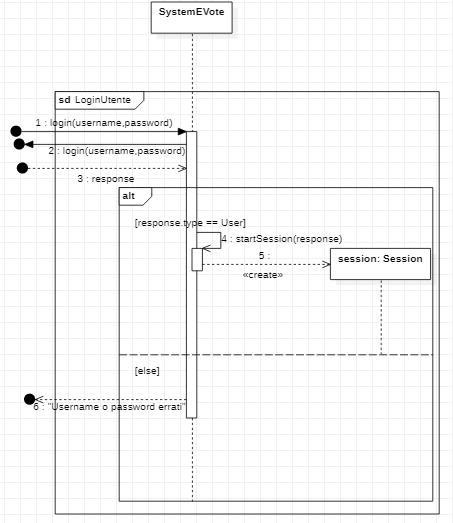 SystemEVote
sd LoginUtente
1 : login(username,password)
2 : login(username,password)
3 : response
alt
[response.type == User]
4 : startSession(response)
5 :
«create»
session: Session
[else]
6 : "Username o password errati"